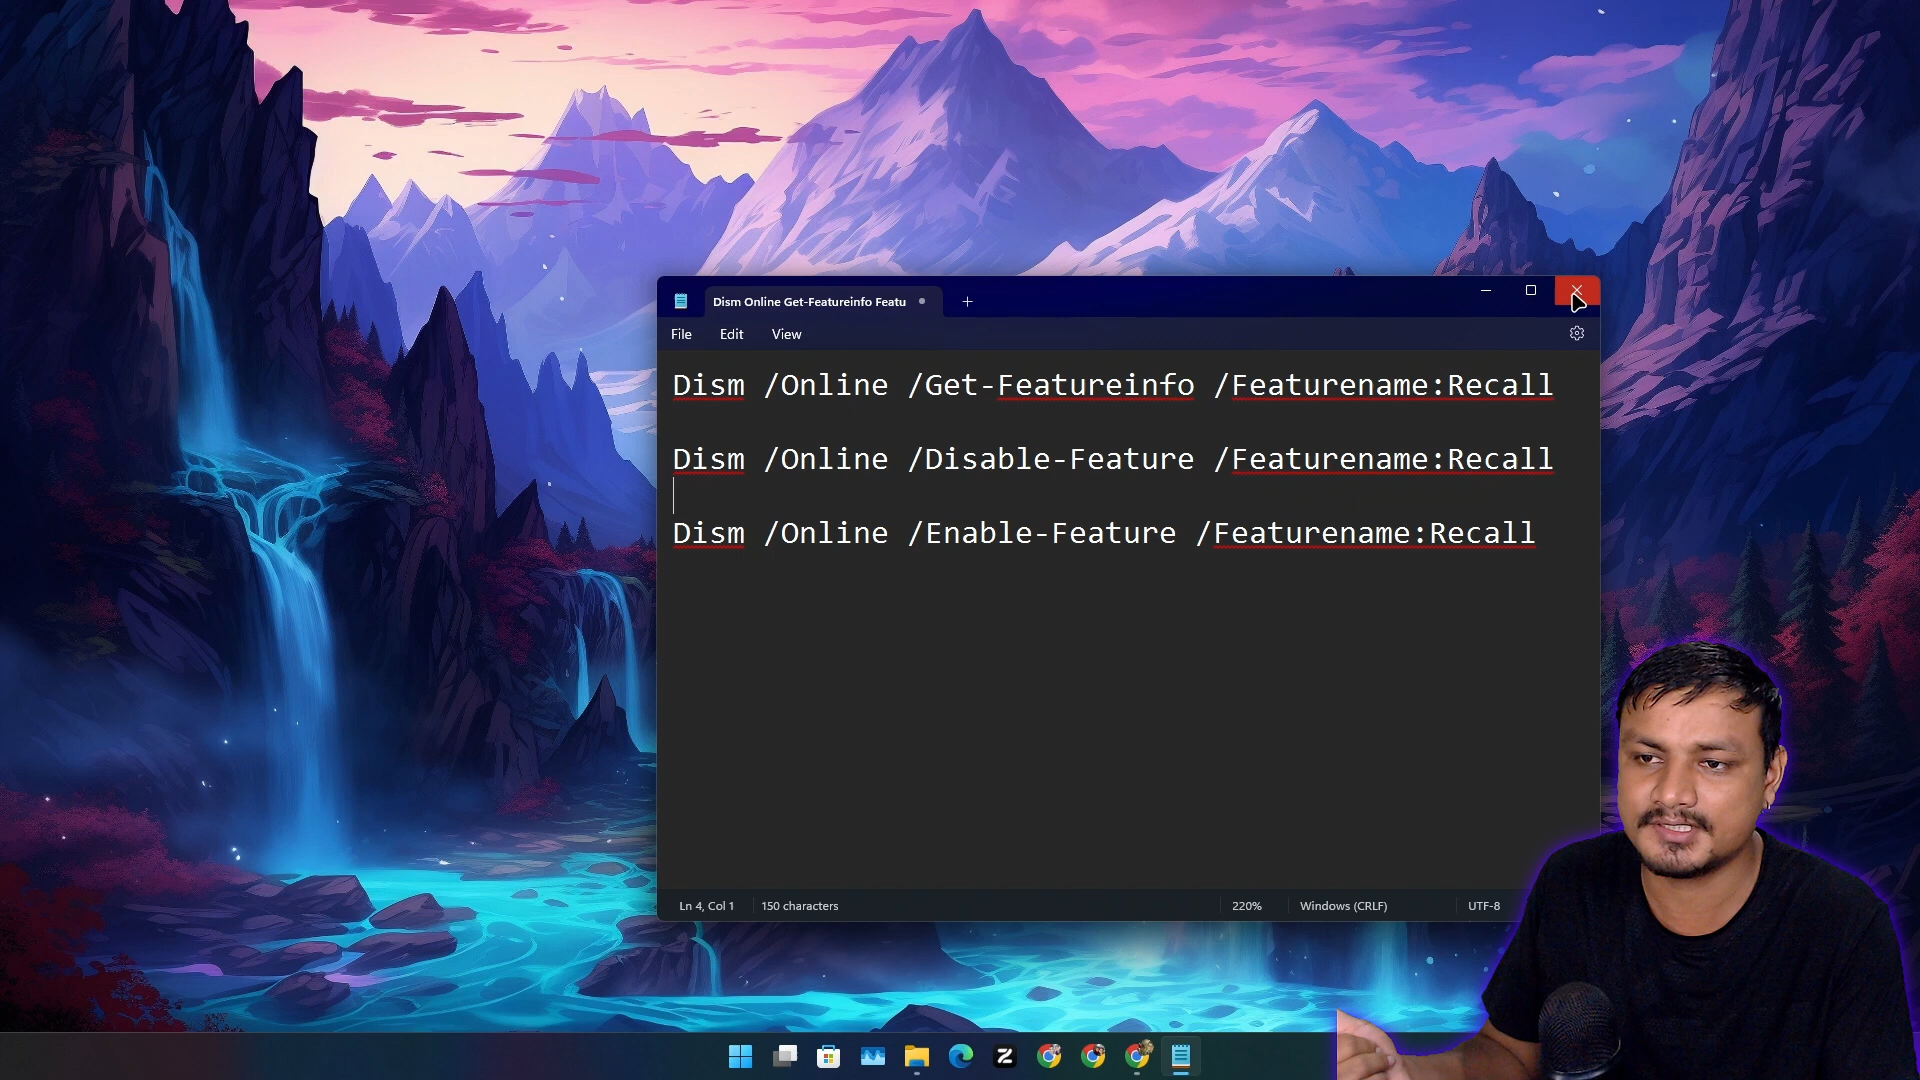 Dism Online Get-Featureinfo Featu
File Edit View
Dism /Online /Get-Featureinfo /Featurename:Recall
Dism /Online /Disable-Feature /Featurename:Recall
Dism /Online /Enable-Feature /Featurename:Recall
Ln 4, Col 1 150 characters 220% Windows (CRLF) UTF-8